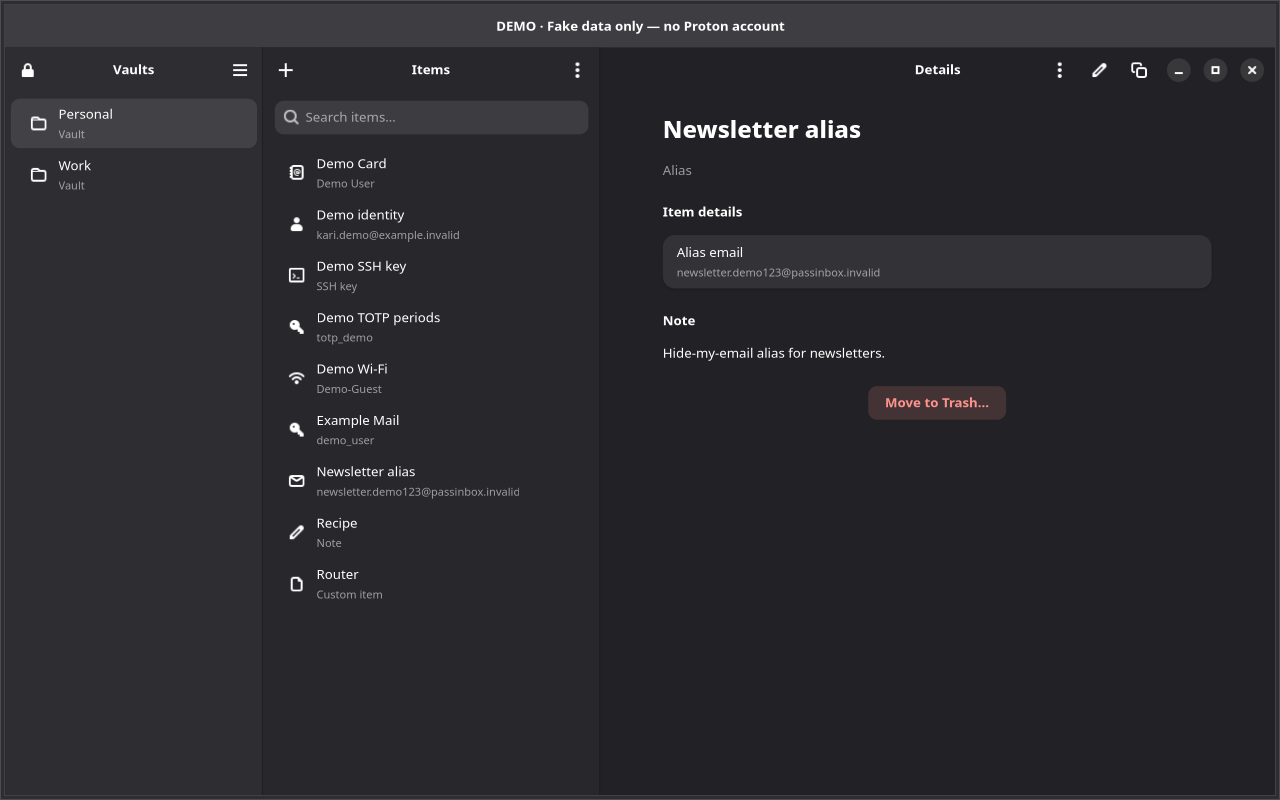 DEMO · Fake data only — no Proton account
Vaults
Personal
Vault
Work
Vault
Items
Search items...
Demo Card
Demo User
Demo identity
kari.demo@example.invalid
Demo SSH key
SSH key
Demo TOTP periods
totp_demo
Demo Wi-Fi
Demo-Guest
Example Mail
demo_user
Newsletter alias
newsletter.demo123@passinbox.invalid
Recipe
Note
Router
Custom item
Details
Newsletter alias
Alias
Item details
Alias email
newsletter.demo123@passinbox.invalid
Note
Hide-my-email alias for newsletters.
Move to Trash...